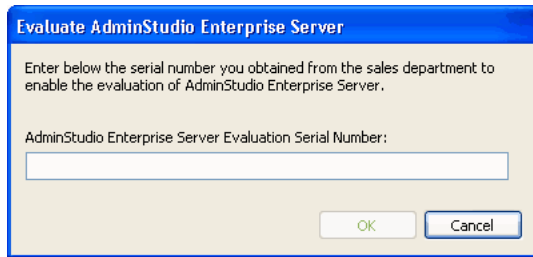 Evaluate AdminStudio Enterprise Server
Enter below the serial number you obtained from the sales department to
enable the evaluation of AdminStudio Enterprise Server.
AdminStudio Enterprise Server Evaluation Serial Number:
OK
Cancel